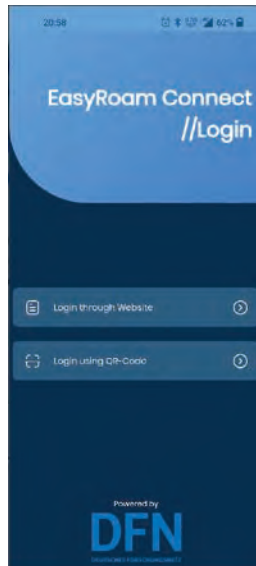 20:58
62%
EasyRoam Connect
//Login
Login through Website
Login using QR-Code
Powered by
DFN